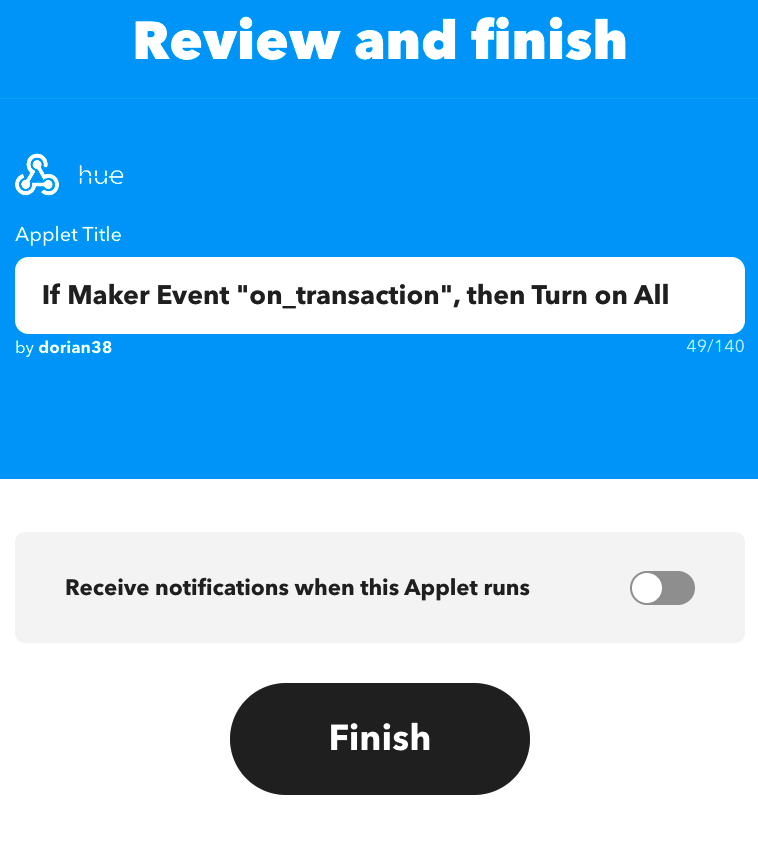 Review and finish
hue
Applet Title
If Maker Event "on_transaction", then Turn on All
by dorian38
49/140
Receive notifications when this Applet runs
Finish